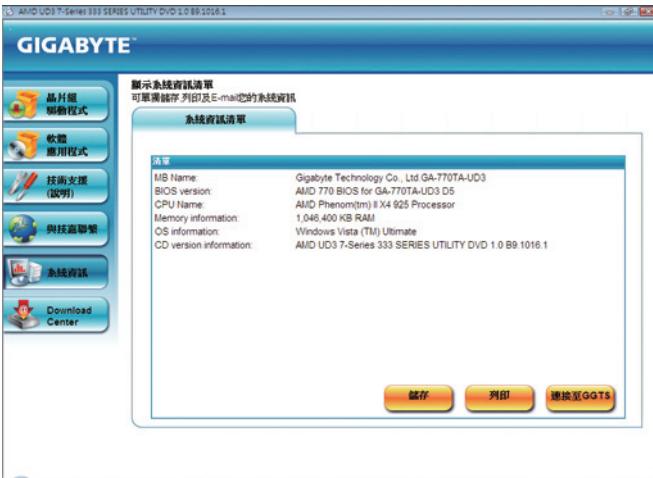 AMD UD3 7-Series 333 SERIES UTILITY DVD 1.0 B9.1016.1
GIGABYTE™
晶片組
驅動程式
軟體
應用程式
技術支援
(說明)
與技嘉聯繫
系統資訊
Download
Center
顯示系統資訊清單
可單獨儲存,列印及E-mail您的系統資訊
系統資訊清單
清單
MB Name: Gigabyte Technology Co., Ltd.GA-770TA-UD3
BIOS version: AMD 770 BIOS for GA-770TA-UD3 D5
CPU Name: AMD Phenom(tm) II X4 925 Processor
Memory information: 1,046,400 KB RAM
OS information: Windows Vista (TM) Ultimate
CD version information: AMD UD3 7-Series 333 SERIES UTILITY DVD 1.0 B9.1016.1
儲存
列印
連接至GGTS